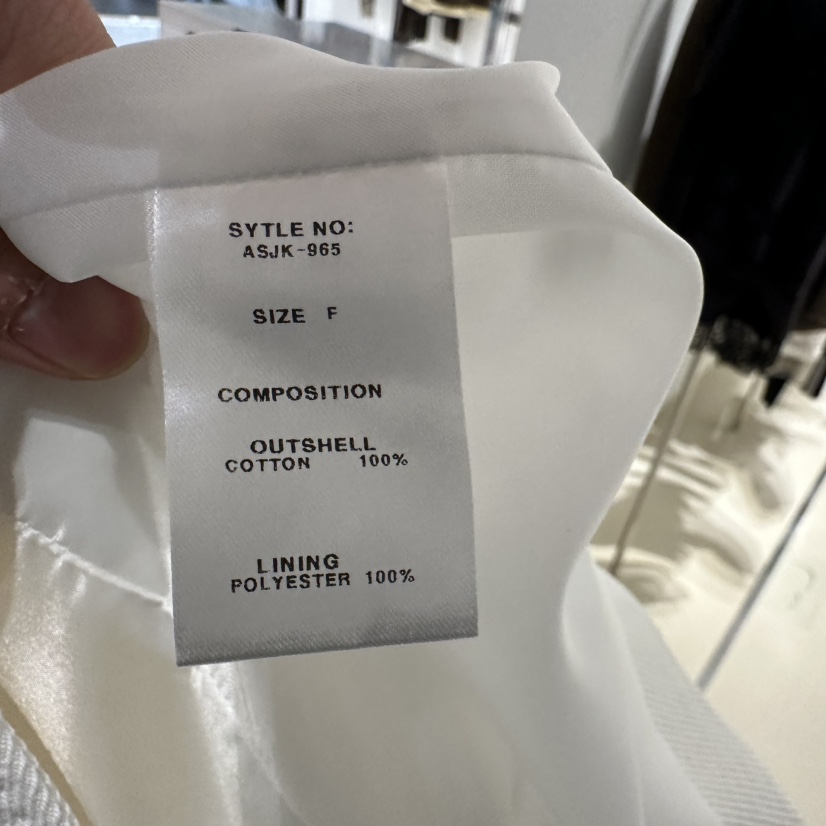 SYTLE NO:
ASJK-965
SIZE F
COMPOSITION
OUTSHELL
COTTON 100%
LINING
POLYESTER 100%